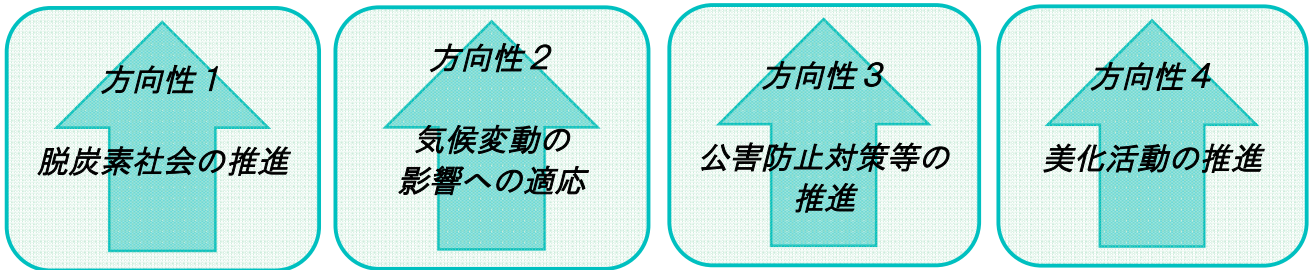 方向性１
脱炭素社会の推進
方向性２
気候変動の
影響への適応
方向性３
公害防止対策等の
推進
方向性４
美化活動の推進